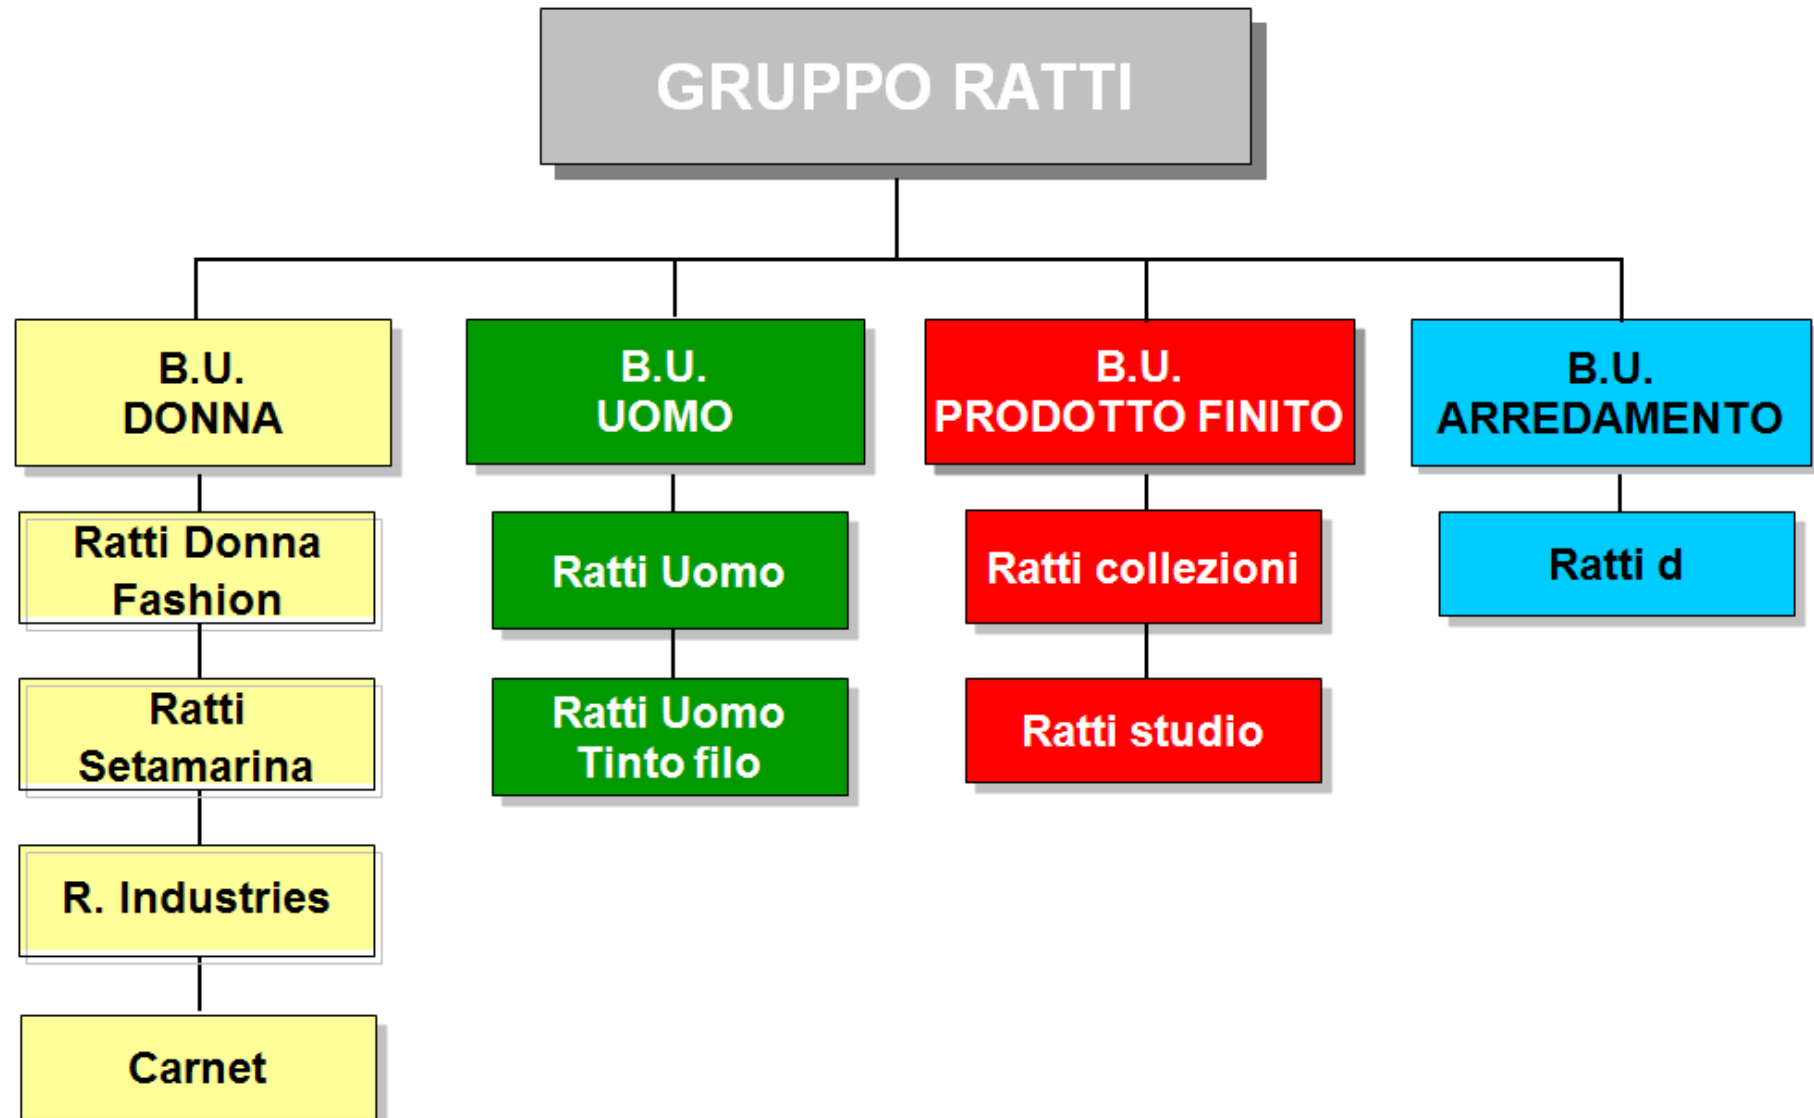 GRUPPO RATTI
B.U.
DONNA
B.U.
UOMO
B.U.
PRODOTTO FINITO
B.U.
ARREDAMENTO
Ratti Donna
Fashion
Ratti Uomo
Ratti collezioni
Ratti d
Ratti
Setamarina
Ratti Uomo
Tinto filo
Ratti studio
R. Industries
Carnet